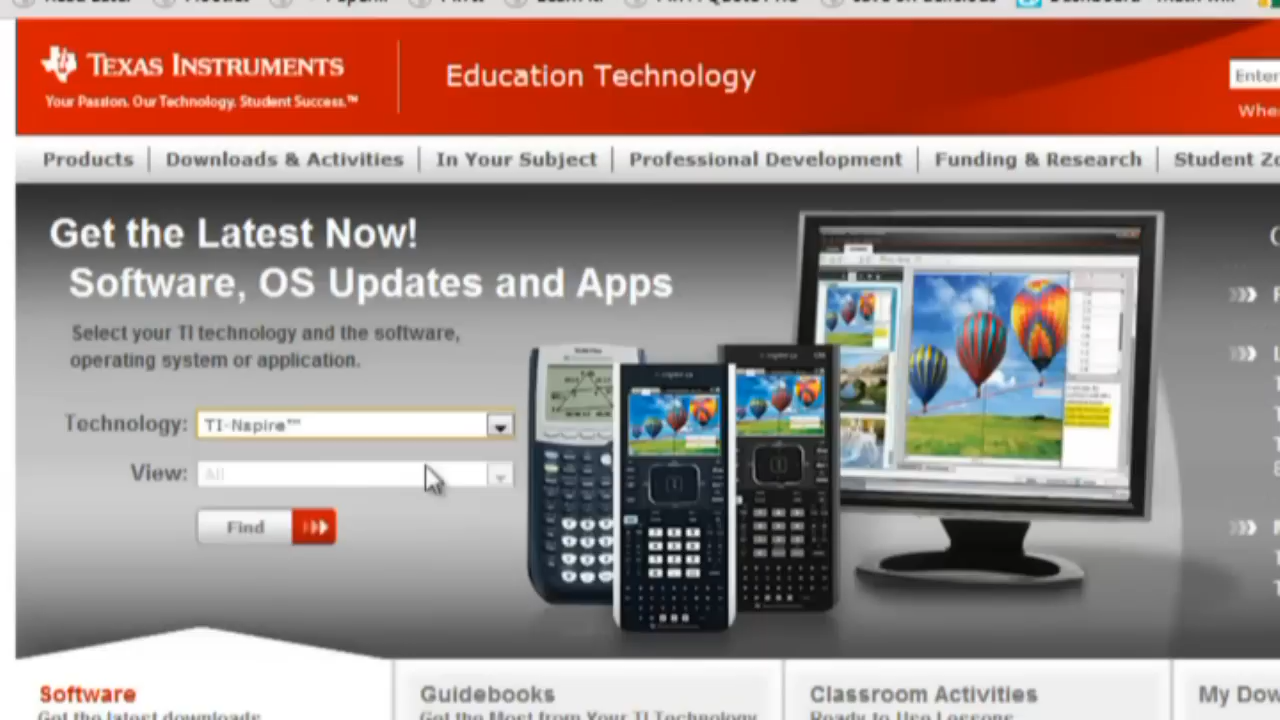 TEXAS INSTRUMENTS
Your Passion. Our Technology. Student Success.™
Education Technology
Enter
Products
Downloads & Activities
In Your Subject
Professional Development
Funding & Research
Student
Get the Latest Now!
Software, OS Updates and Apps
Select your TI technology and the software,
operating system or application.
Technology: TI-Nspire™
View: All
Find
Software
Get the latest downloads
Guidebooks
Get the Most from Your TI Technology
Classroom Activities
Ready to Use Lessons
My